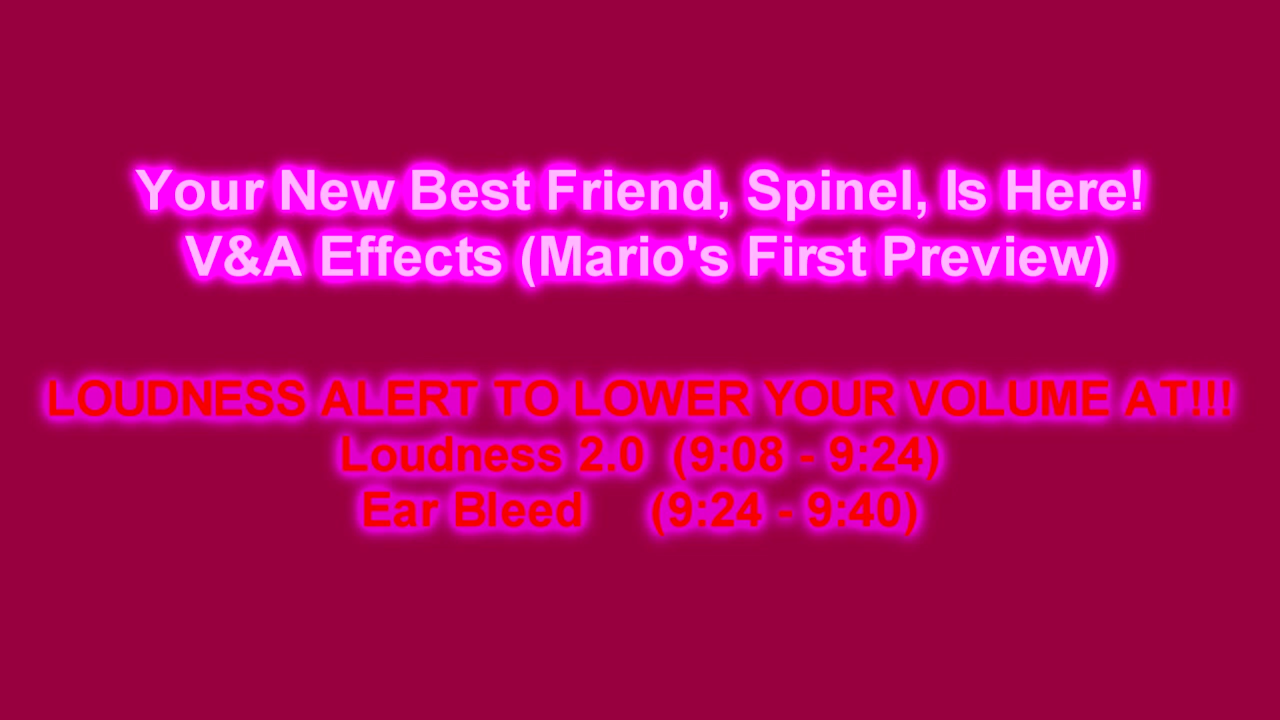 Your New Best Friend, Spinel, Is Here!
V&A Effects (Mario's First Preview)
LOUDNESS ALERT TO LOWER YOUR VOLUME AT!!!
Loudness 2.0 (9:08 - 9:24)
Ear Bleed (9:24 - 9:40)